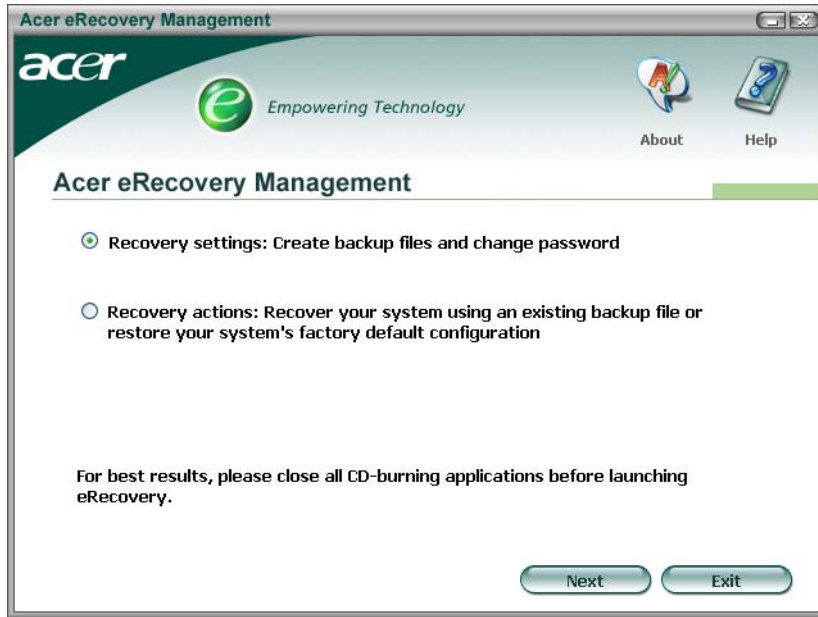 Acer eRecovery Management
acer
e Empowering Technology
About Help
Acer eRecovery Management
Recovery settings: Create backup files and change password
Recovery actions: Recover your system using an existing backup file or
restore your system's factory default configuration
For best results, please close all CD-burning applications before launching
eRecovery.
Next Exit